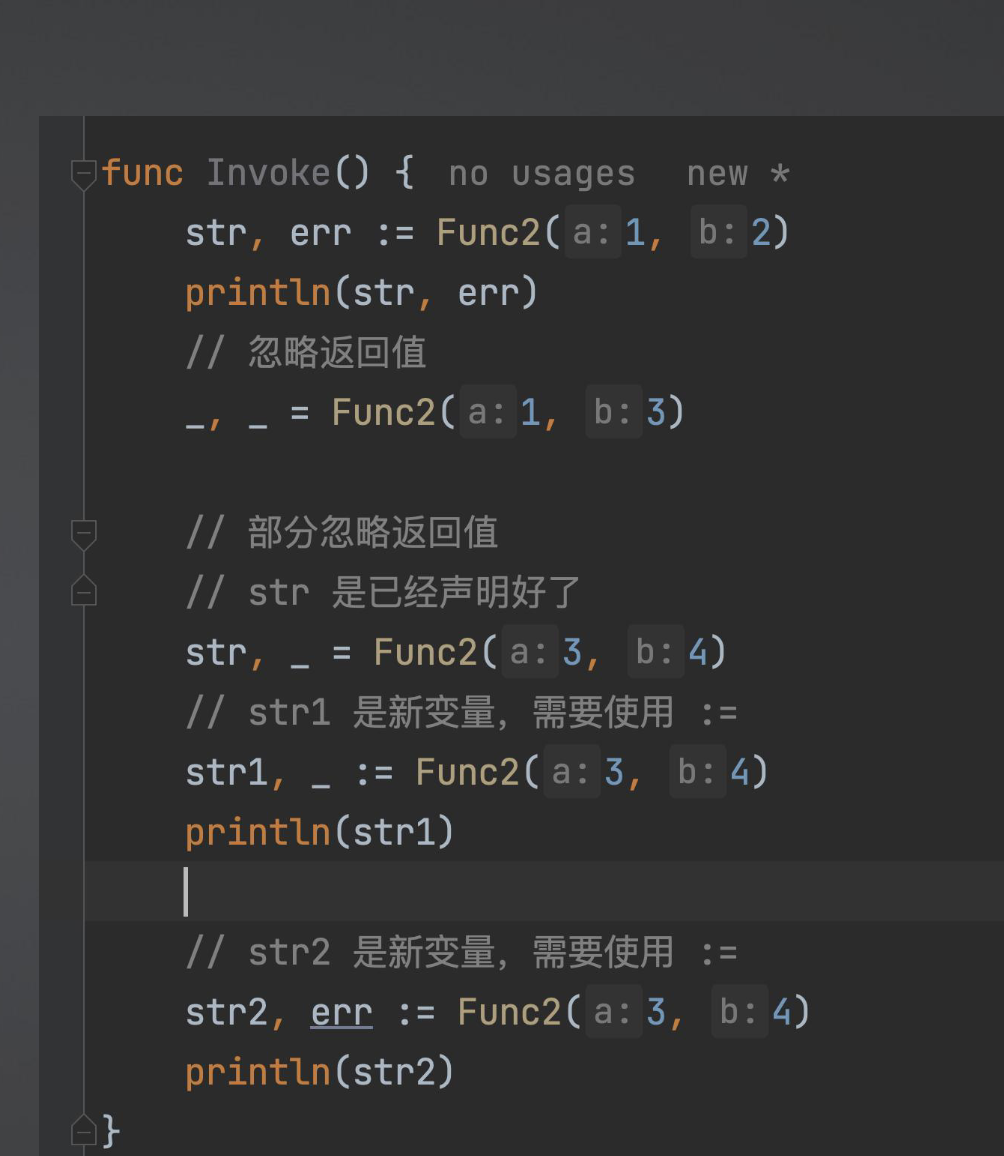 func Invoke() { no usages new *
str, err := Func2( a: 1, b: 2)
println(str, err)
// 忽略返回值
_, _ = Func2( a: 1, b: 3)
// 部分忽略返回值
// str 是已经声明好了
str, _ = Func2( a: 3, b: 4)
// str1 是新变量，需要使用 :=
str1, _ := Func2( a: 3, b: 4)
println(str1)
// str2 是新变量，需要使用 :=
str2, err := Func2( a: 3, b: 4)
println(str2)
}